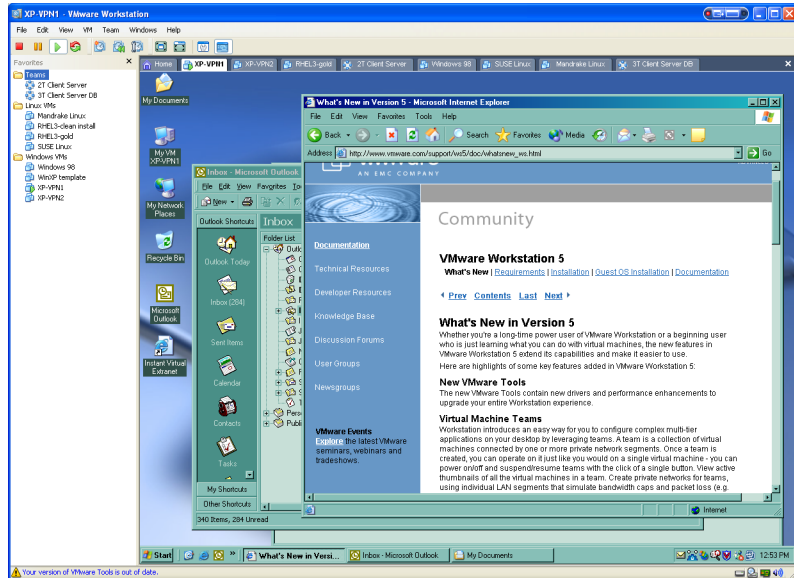 XP-VPN1 - VMware Workstation
File Edit View VM Team Windows Help
Favorites
Home XP-VPN1 XP-VPN2 RHEL3-gold 2T Client Server Windows 98 SUSE Linux Mandrake Linux 3T Client Server DB
Teams
2T Client Server
3T Client Server DB
Linux VMs
Mandrake Linux
RHEL3-clean install
RHEL3-gold
SUSE Linux
Windows VMs
Windows 98
WinXP template
XP-VPN1
XP-VPN2
My Documents
My VM
XP-VPN1
My Network
Places
Recycle Bin
Microsoft
Outlook
Instant Virtual
Extranet
Inbox - Microsoft Outlook
File Edit View Favorites To
New
Outlook Shortcuts
Inbox
Folder List
Outlook Today
Inbox (284)
Sent Items
Calendar
Contacts
Tasks
My Shortcuts
Other Shortcuts
340 Items, 284 Unread
What's New in Version 5 - Microsoft Internet Explorer
File Edit View Favorites Tools Help
Back Search Favorites Media
Address http://www.vmware.com/support/ws5/doc/whatsnew_ws.html Go
AN EMC COMPANY
Documentation
Technical Resources
Developer Resources
Knowledge Base
Discussion Forums
User Groups
Newsgroups
VMware Events
Explore the latest VMware
seminars, webinars and
tradeshows.
Community
VMware Workstation 5
What's New | Requirements | Installation | Guest OS Installation | Documentation
Prev Contents Last Next
What's New in Version 5
Whether you're a long-time power user of VMware Workstation or a beginning user
who is just learning what you can do with virtual machines, the new features in
VMware Workstation 5 extend its capabilities and make it easier to use.
Here are highlights of some key features added in VMware Workstation 5:
New VMware Tools
The new VMware Tools contain new drivers and performance enhancements to
upgrade your entire Workstation experience.
Virtual Machine Teams
Workstation introduces an easy way for you to configure complex multi-tier
applications on your desktop by leveraging teams. A team is a collection of virtual
machines connected by one or more private network segments. Once a team is
created, you can operate on it just like you would on a single virtual machine - you can
power on/off and suspend/resume teams with the click of a single button. View active
thumbnails of all the virtual machines in a team. Create private networks for teams,
using individual LAN segments that simulate bandwidth caps and packet loss (e.g.
Internet
Start What's New in Versi... Inbox - Microsoft Outlook My Documents 12:53 PM
Your version of VMware Tools is out of date.